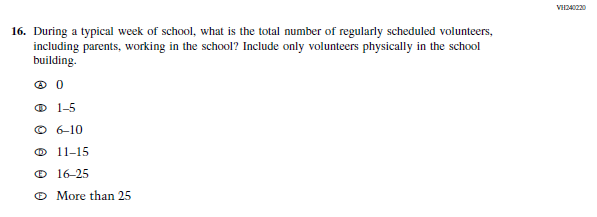 VH240220
16. During a typical week of school, what is the total number of regularly scheduled volunteers,
including parents, working in the school? Include only volunteers physically in the school
building.
Ⓐ 0
Ⓑ 1–5
Ⓒ 6–10
Ⓓ 11–15
Ⓔ 16–25
Ⓕ More than 25